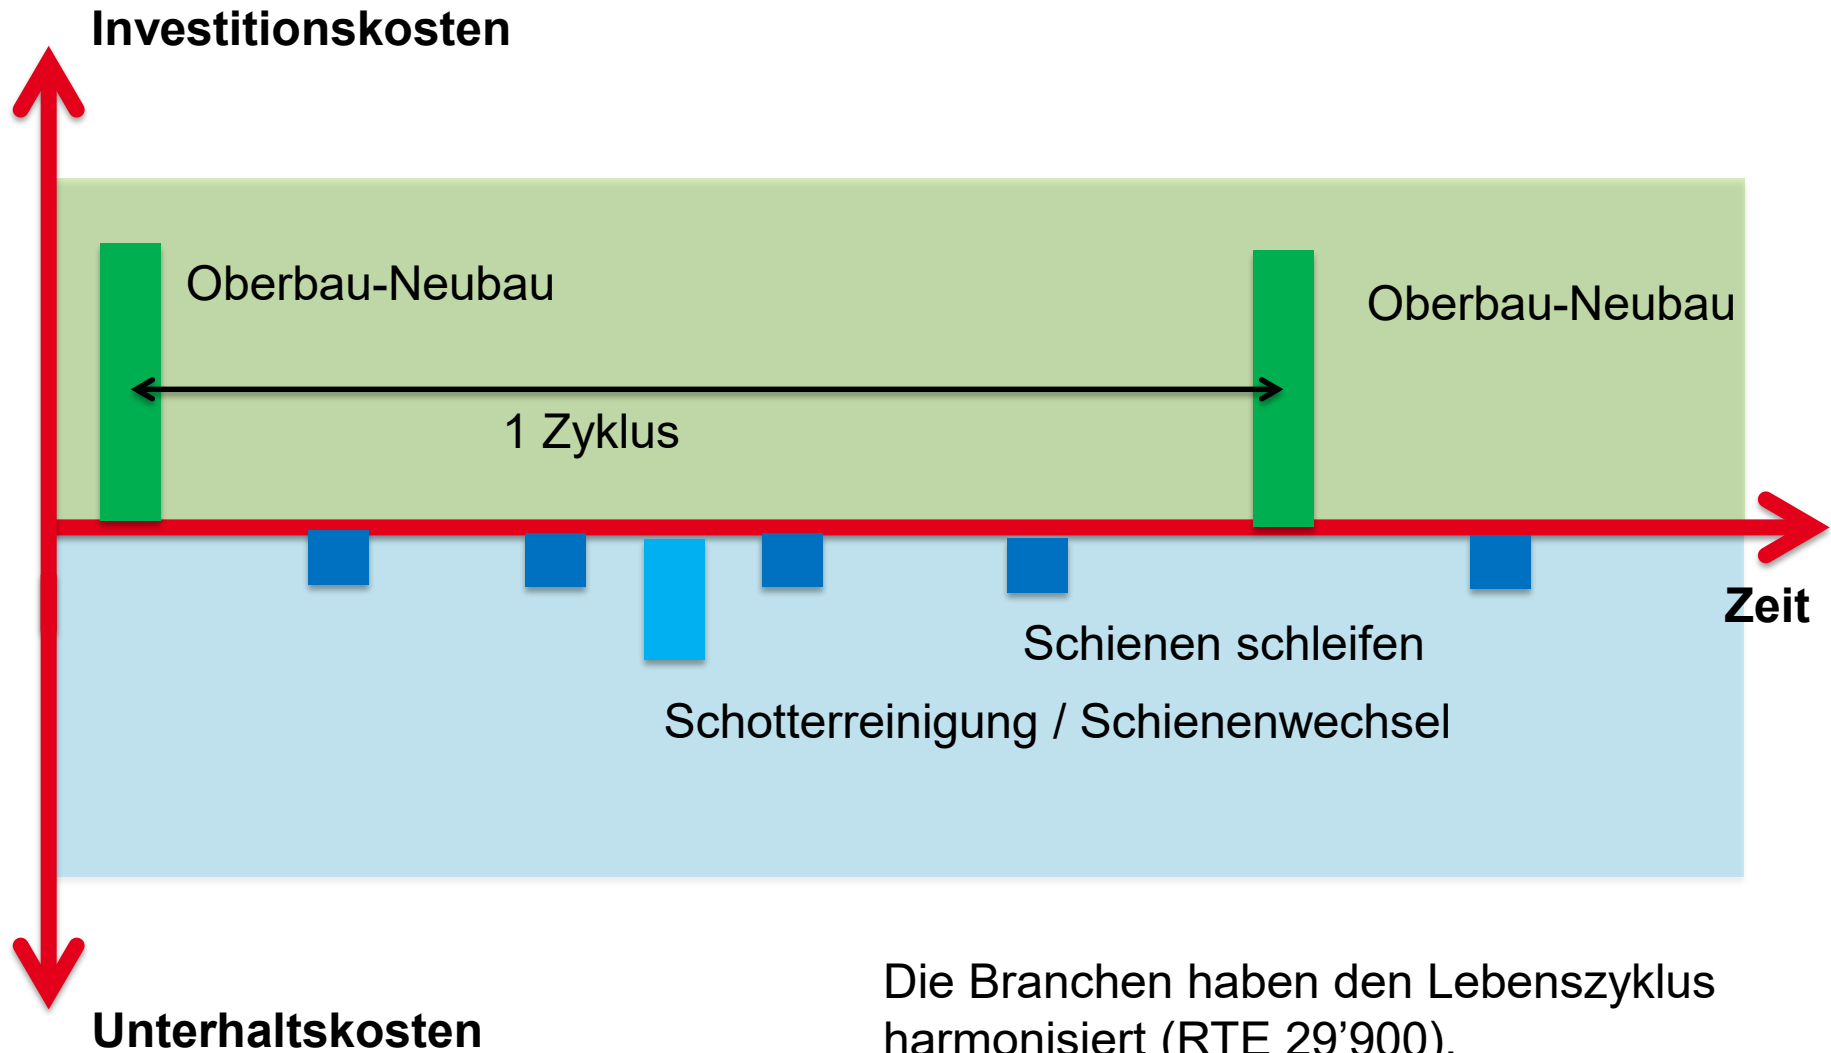 Investitionskosten
Oberbau-Neubau
Oberbau-Neubau
1 Zyklus
Zeit
Schienen schleifen
Schotterreinigung / Schienenwechsel
Die Branchen haben den Lebenszyklus
harmonisiert (RTE 29’900).
Unterhaltskosten